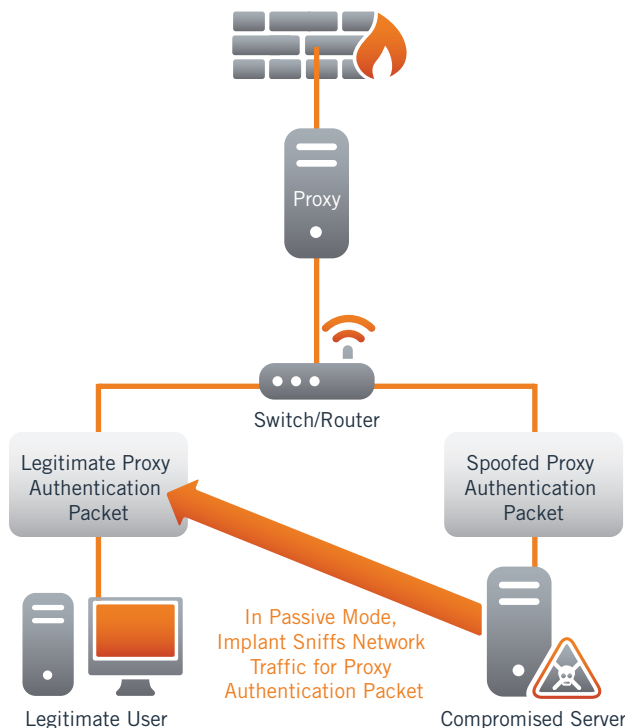 Proxy
Switch/Router
Legitimate Proxy
Authentication
Packet
Spoofed Proxy
Authentication
Packet
In Passive Mode,
Implant Sniffs Network
Traffic for Proxy
Authentication Packet
Legitimate User
Compromised Server